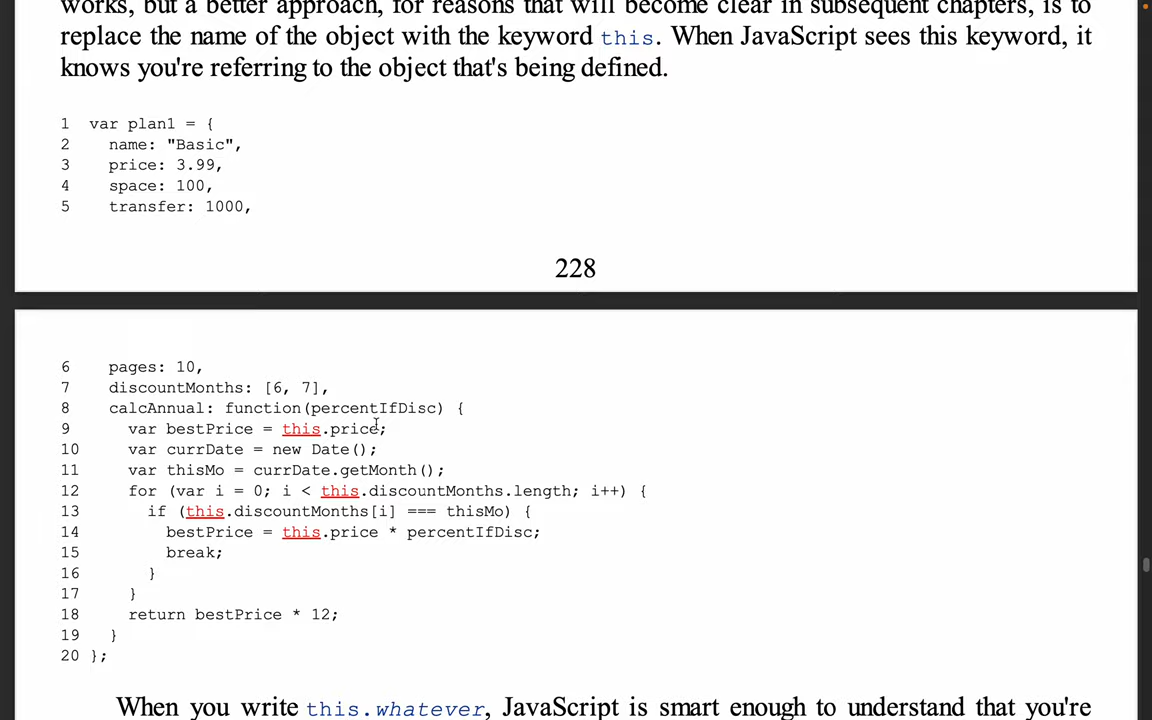 works, but a better approach, for reasons that will become clear in subsequent chapters, is to
replace the name of the object with the keyword this. When JavaScript sees this keyword, it
knows you're referring to the object that's being defined.
1 var plan1 = {
2 name: "Basic",
3 price: 3.99,
4 space: 100,
5 transfer: 1000,
228
6 pages: 10,
7 discountMonths: [6, 7],
8 calcAnnual: function(percentIfDisc) {
9 var bestPrice = this.price;
10 var currDate = new Date();
11 var thisMo = currDate.getMonth();
12 for (var i = 0; i < this.discountMonths.length; i++) {
13 if (this.discountMonths[i] === thisMo) {
14 bestPrice = this.price * percentIfDisc;
15 break;
16 }
17 }
18 return bestPrice * 12;
19 }
20 };
When you write this.whatever, JavaScript is smart enough to understand that you're